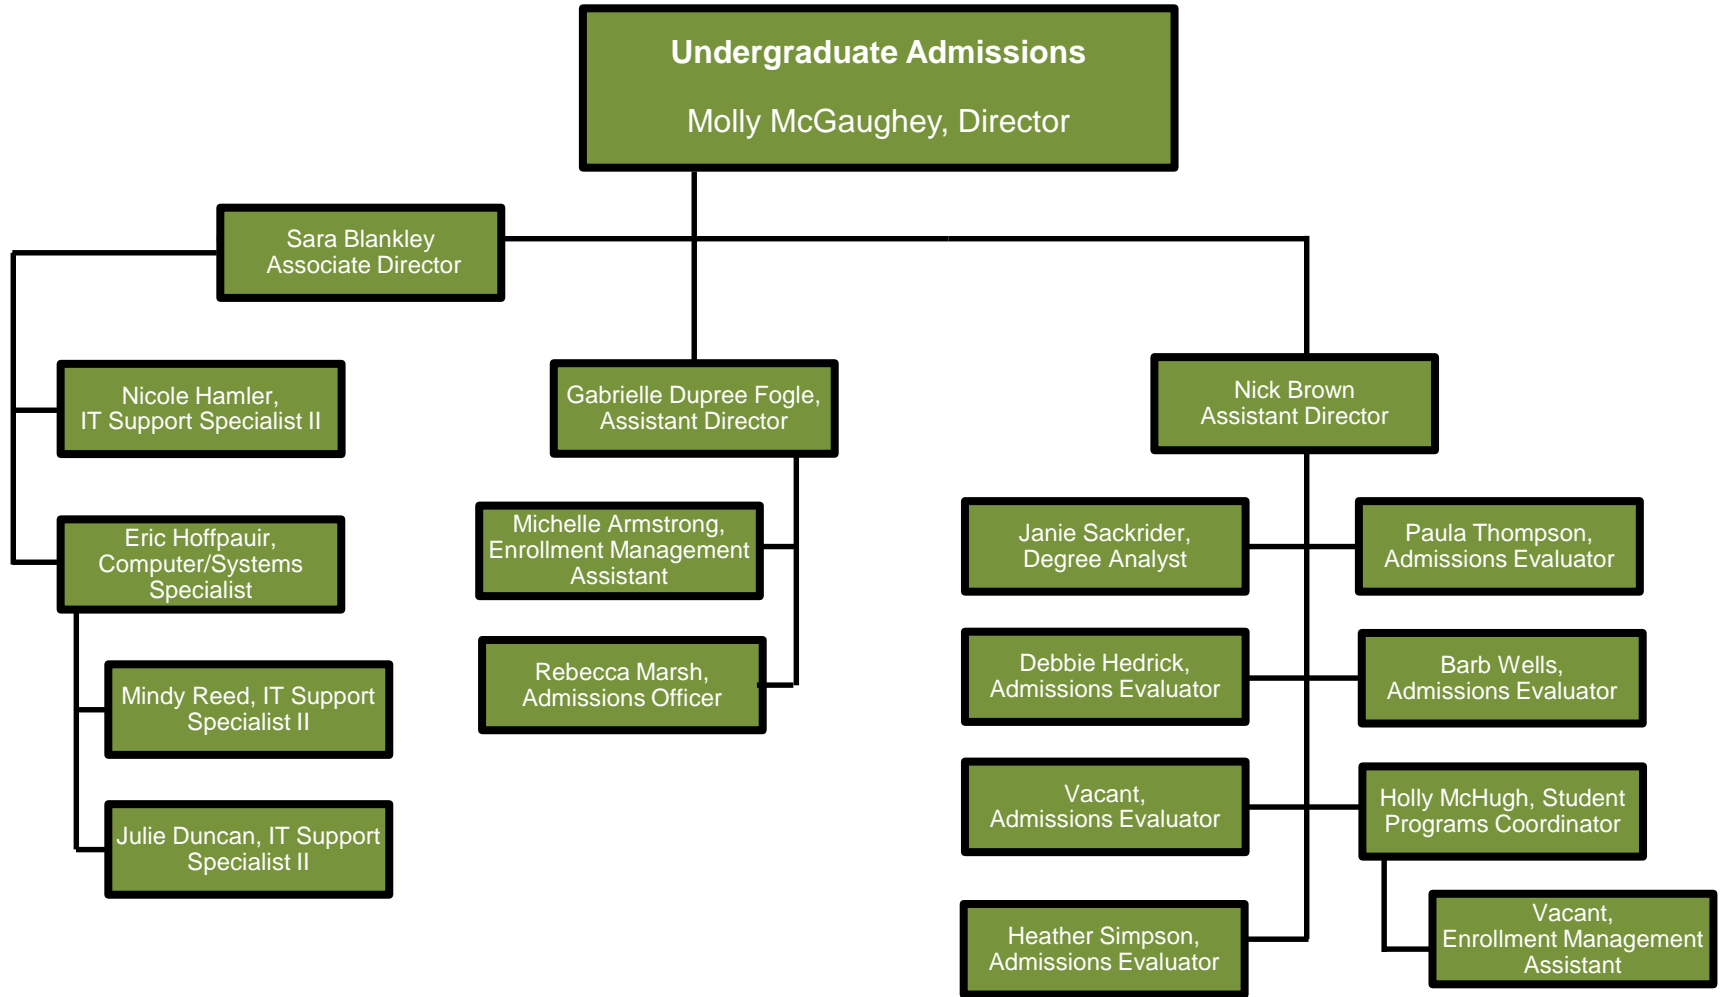 Undergraduate Admissions
Molly McGaughey, Director
Sara Blankley
Associate Director
Nicole Hamler,
IT Support Specialist II
Eric Hoffpauir,
Computer/Systems
Specialist
Mindy Reed, IT Support
Specialist II
Julie Duncan, IT Support
Specialist II
Gabrielle Dupree Fogle,
Assistant Director
Michelle Armstrong,
Enrollment Management
Assistant
Rebecca Marsh,
Admissions Officer
Nick Brown
Assistant Director
Janie Sackrider,
Degree Analyst
Paula Thompson,
Admissions Evaluator
Debbie Hedrick,
Admissions Evaluator
Barb Wells,
Admissions Evaluator
Vacant,
Admissions Evaluator
Holly McHugh, Student
Programs Coordinator
Heather Simpson,
Admissions Evaluator
Vacant,
Enrollment Management
Assistant